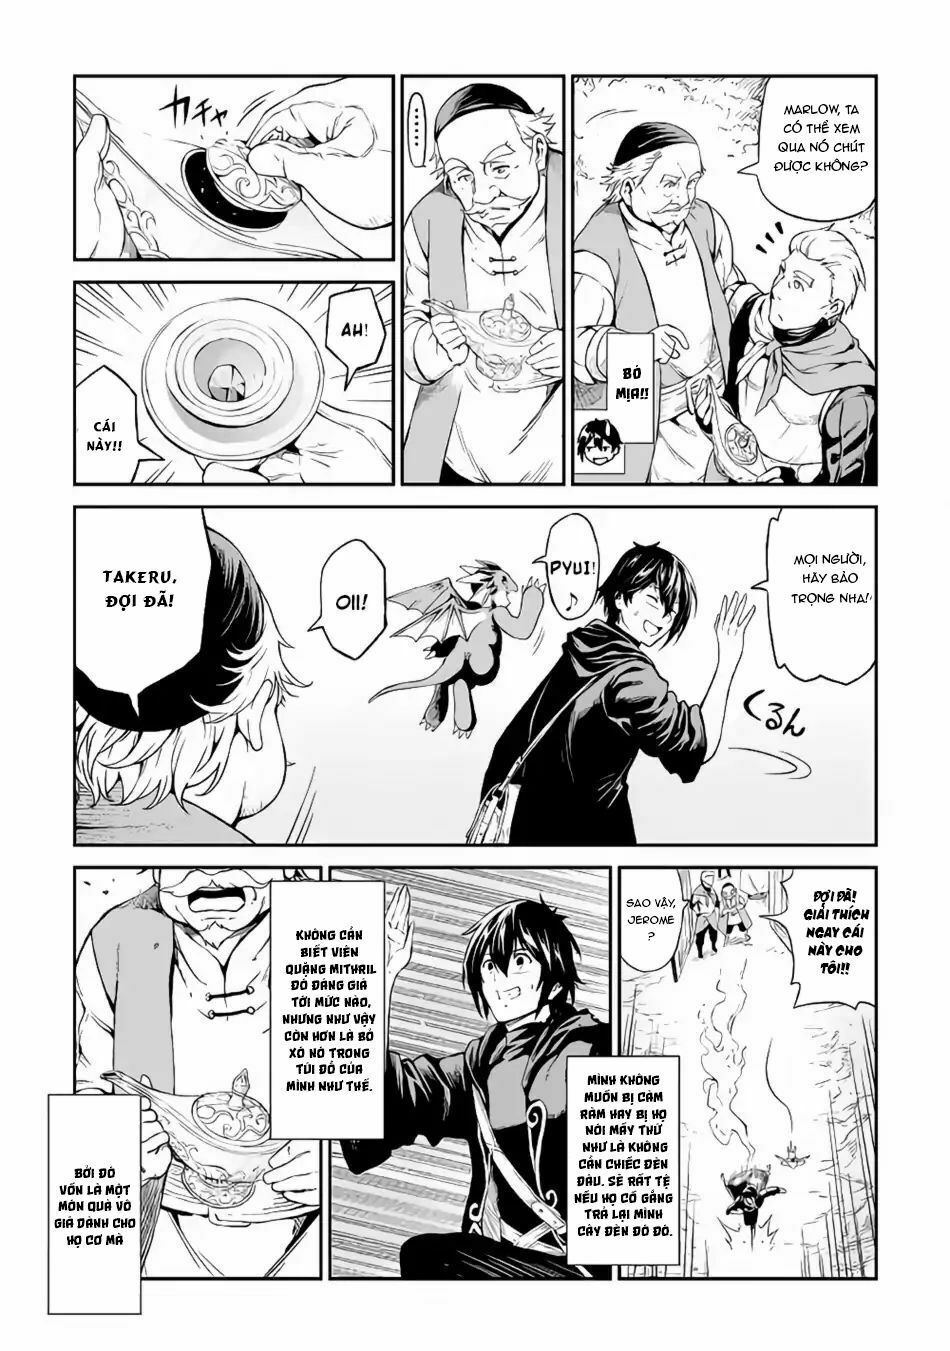 MARLOW, TA
CÓ THỂ XEM
QUA NÓ CHÚT
ĐƯỢC KHÔNG?
BỎ
MỊA!!
........
カチャ
AH!
CÁI
NÀY!!
MỌI NGƯỜI,
HÃY BẢO
TRỌNG NHA!
くるん
PYUI!
OII!
TAKERU,
ĐỢI ĐÃ!
ĐỢI ĐÃ!
GIẢI THÍCH
NGAY CÁI
NÀY CHO
TÔI!!
SAO VẬY,
JEROME
?
MÌNH KHÔNG
MUỐN BỊ CẰM
RÀM HAY BỊ HỌ
NÓI MẤY THỨ
NHƯ LÀ KHÔNG
CẦN CHIẾC ĐÈN
ĐÂU. SẼ RẤT TỆ
NẾU HỌ CỐ GẮNG
TRẢ LẠI MÌNH
CÂY ĐÈN ĐÓ ĐÓ.
KHÔNG CẦN
BIẾT VIÊN
QUẶNG MITHRIL
ĐÓ ĐÁNG GIÁ
TỚI MỨC NÀO,
NHƯNG NHƯ VẬY
CÒN HƠN LÀ BỎ
XÓ NÓ TRONG
TÚI ĐỒ CỦA
MÌNH NHƯ THẾ.
BỞI ĐÓ
VỐN LÀ MỘT
MÓN QUÀ VÔ
GIÁ DÀNH CHO
HỌ CƠ MÀ